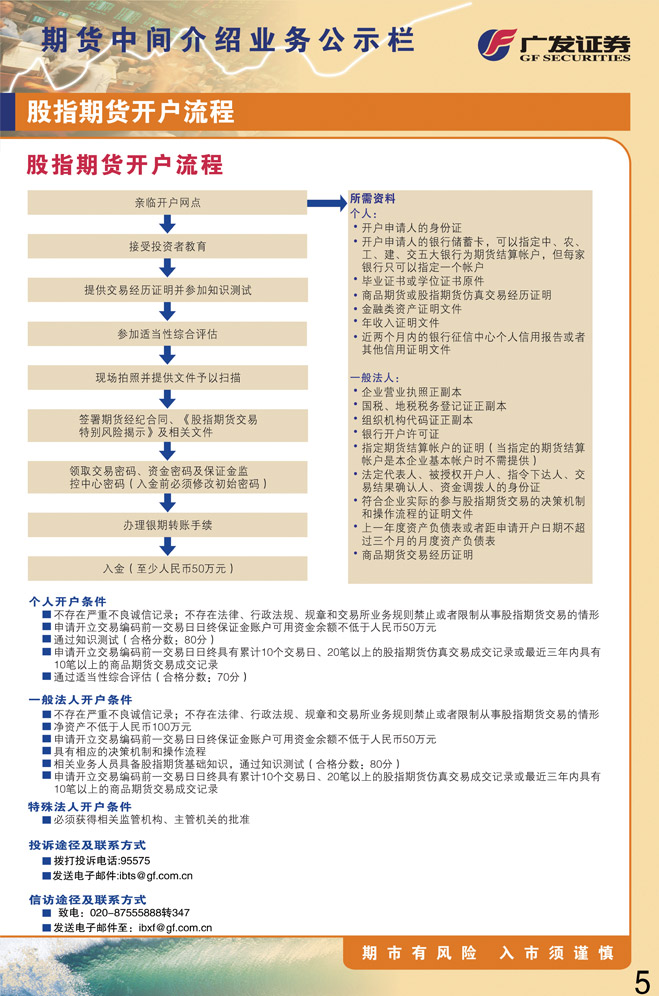 期货中间介绍业务公示栏
广发证券
GF SECURITIES
股指期货开户流程
股指期货开户流程
亲临开户网点
接受投资者教育
提供交易经历证明并参加知识测试
参加适当性综合评估
现场拍照并提供文件予以扫描
签署期货经纪合同、《股指期货交易
特别风险揭示》及相关文件
领取交易密码、资金密码及保证金监
控中心密码（入金前必须修改初始密码）
办理银期转账手续
入金（至少人民币50万元）
所需资料
个人：
• 开户申请人的身份证
• 开户申请人的银行储蓄卡，可以指定中、农、
工、建、交五大银行为期货结算帐户，但每家
银行只可以指定一个帐户
• 毕业证书或学位证书原件
• 商品期货或股指期货仿真交易经历证明
• 金融类资产证明文件
• 年收入证明文件
• 近两个月内的银行征信中心个人信用报告或者
其他信用证明文件
一般法人：
• 企业营业执照正副本
• 国税、地税税务登记证正副本
• 组织机构代码证正副本
• 银行开户许可证
• 指定期货结算帐户的证明（当指定的期货结算
帐户是本企业基本帐户时不需提供）
• 法定代表人、被授权开户人、指令下达人、交
易结果确认人、资金调拨人的身份证
• 符合企业实际的参与股指期货交易的决策机制
和操作流程的证明文件
• 上一年度资产负债表或者距申请开户日期不超
过三个月的月度资产负债表
• 商品期货交易经历证明
个人开户条件
■ 不存在严重不良诚信记录；不存在法律、行政法规、规章和交易所业务规则禁止或者限制从事股指期货交易的情形
■ 申请开立交易编码前一交易日日终保证金账户可用资金余额不低于人民币50万元
■ 通过知识测试（合格分数：80分）
■ 申请开立交易编码前一交易日日终具有累计10个交易日、20笔以上的股指期货仿真交易成交记录或最近三年内具有
10笔以上的商品期货交易成交记录
■ 通过适当性综合评估（合格分数：70分）
一般法人开户条件
■ 不存在严重不良诚信记录；不存在法律、行政法规、规章和交易所业务规则禁止或者限制从事股指期货交易的情形
■ 净资产不低于人民币100万元
■ 申请开立交易编码前一交易日日终保证金账户可用资金余额不低于人民币50万元
■ 具有相应的决策机制和操作流程
■ 相关业务人员具备股指期货基础知识，通过知识测试（合格分数：80分）
■ 申请开立交易编码前一交易日日终具有累计10个交易日、20笔以上的股指期货仿真交易成交记录或最近三年内具有
10笔以上的商品期货交易成交记录
特殊法人开户条件
■ 必须获得相关监管机构、主管机关的批准
投诉途径及联系方式
■ 拨打投诉电话:95575
■ 发送电子邮件:ibts@gf.com.cn
信访途径及联系方式
■ 致电：020-87555888转347
■ 发送电子邮件至：ibxf@gf.com.cn
期市有风险 入市须谨慎
5